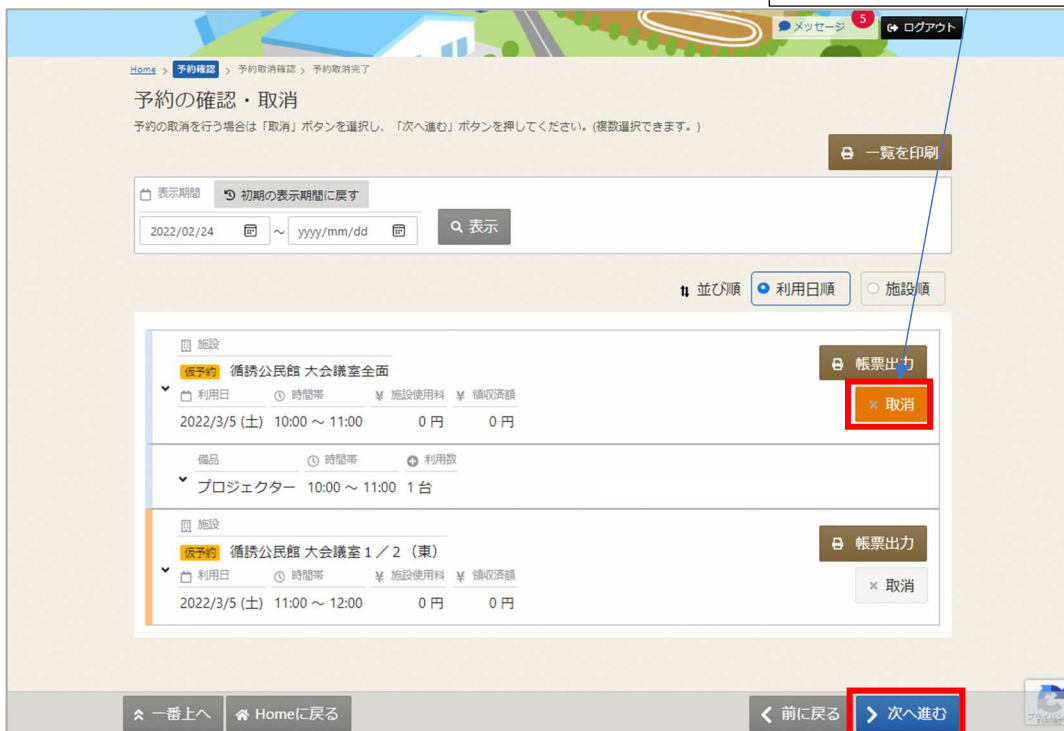 メッセージ 5 ログアウト
Home > 予約確認 > 予約取消確認 > 予約取消完了
予約の確認・取消
予約の取消を行う場合は「取消」ボタンを選択し、「次へ進む」ボタンを押してください。(複数選択できます。)
一覧を印刷
表示期間 初期の表示期間に戻す
2022/02/24 ～ yyyy/mm/dd 表示
並び順 利用日順 施設順
施設
仮予約 循誘公民館 大会議室全面
帳票出力
利用日 時間帯 ¥ 施設使用料 ¥ 領収済額
× 取消
2022/3/5 (土) 10:00 ～ 11:00 0 円 0 円
備品 時間帯 利用数
プロジェクター 10:00 ～ 11:00 1 台
施設
仮予約 循誘公民館 大会議室１／２（東）
帳票出力
利用日 時間帯 ¥ 施設使用料 ¥ 領収済額
× 取消
2022/3/5 (土) 11:00 ～ 12:00 0 円 0 円
一番上へ Homeに戻る 前に戻る 次へ進む